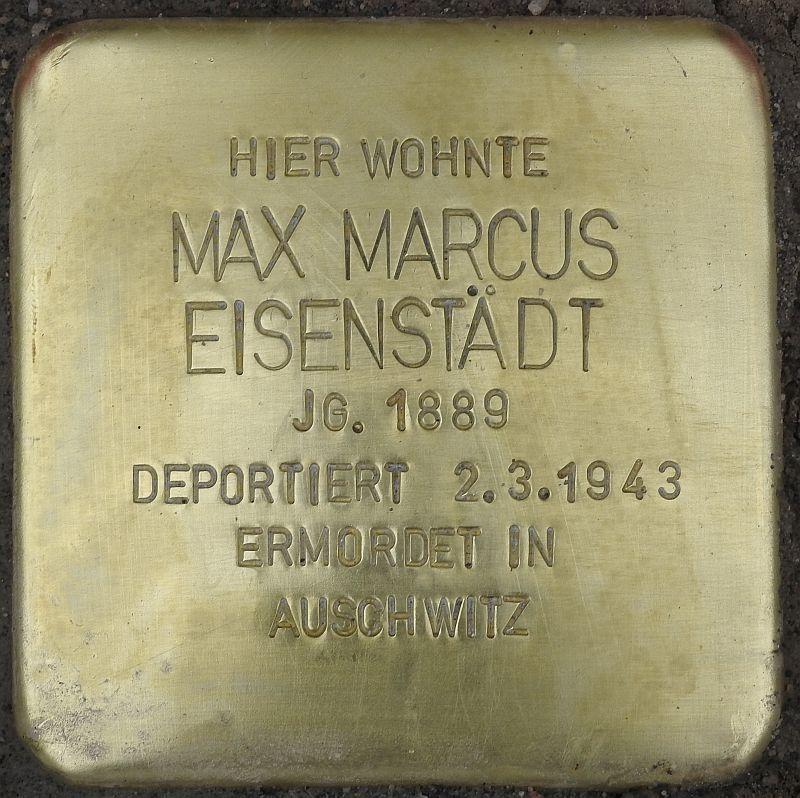 HIER WOHNTE
MAX MARCUS
EISENSTÄDT
JG. 1889
DEPORTIERT 2.3.1943
ERMORDET IN
AUSCHWITZ